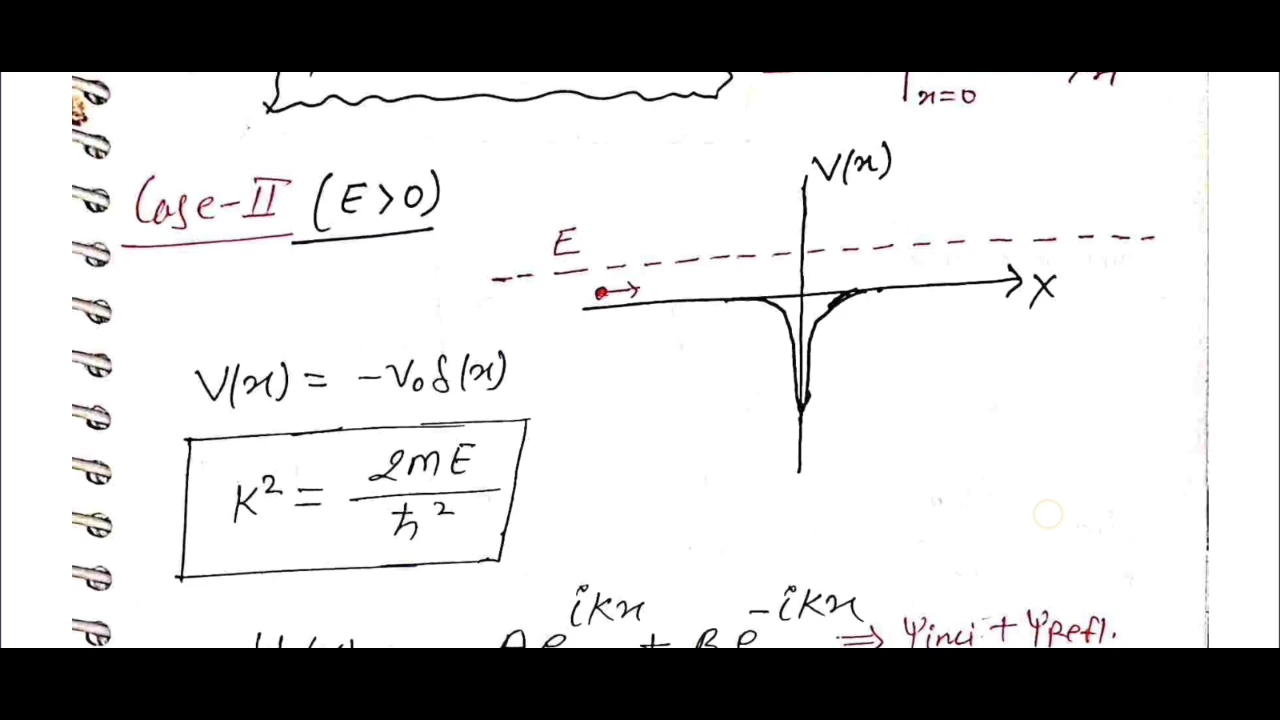 x=0
V(x)
Case-II (E>0)
E
X
V(x) = -V₀δ(x)
K² = 2mE / ħ²
e^{ikx} + B e^{-ikx} ⇒ Ψinci + Ψrefl.